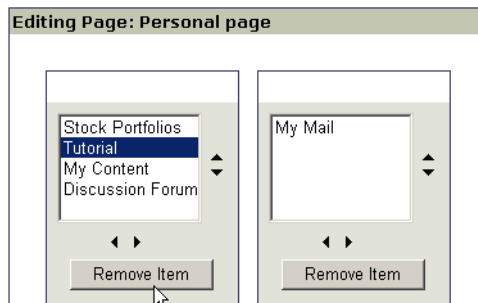 Editing Page: Personal page
Stock Portfolios
Tutorial
My Content
Discussion Forum
Remove Item
My Mail
Remove Item